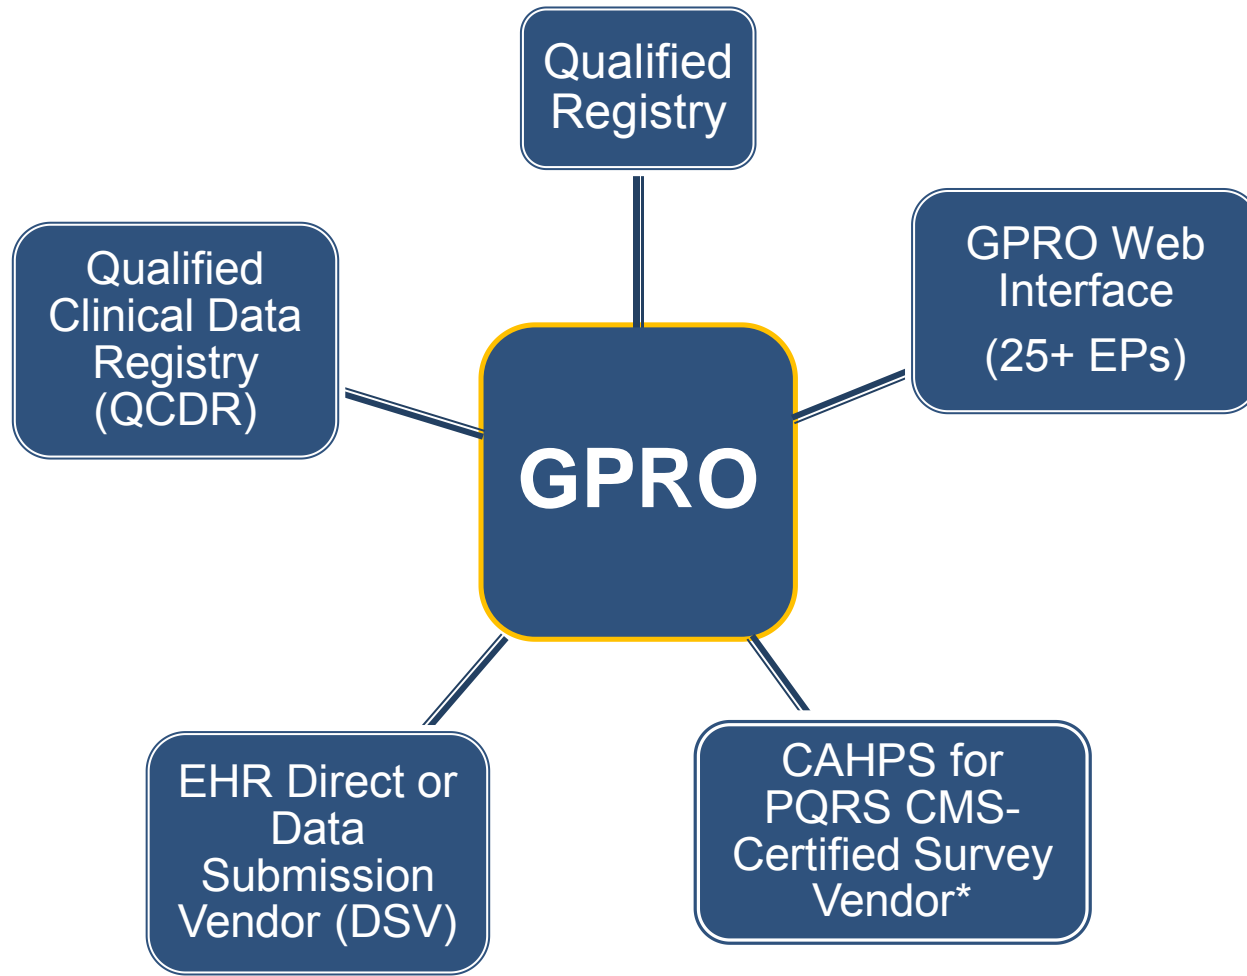 Qualified
Registry
GPRO Web
Interface
(25+ EPs)
Qualified
Clinical Data
Registry
(QCDR)
GPRO
EHR Direct or
Data
Submission
Vendor (DSV)
CAHPS for
PQRS CMS-
Certified Survey
Vendor*